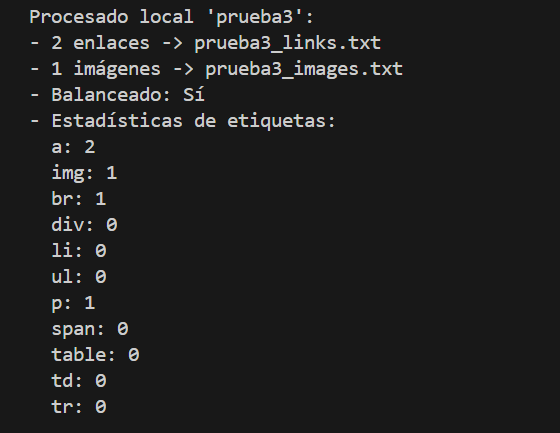 Procesado local 'prueba3':
- 2 enlaces -> prueba3_links.txt
- 1 imágenes -> prueba3_images.txt
- Balanceado: Sí
- Estadísticas de etiquetas:
a: 2
img: 1
br: 1
div: 0
li: 0
ul: 0
p: 1
span: 0
table: 0
td: 0
tr: 0